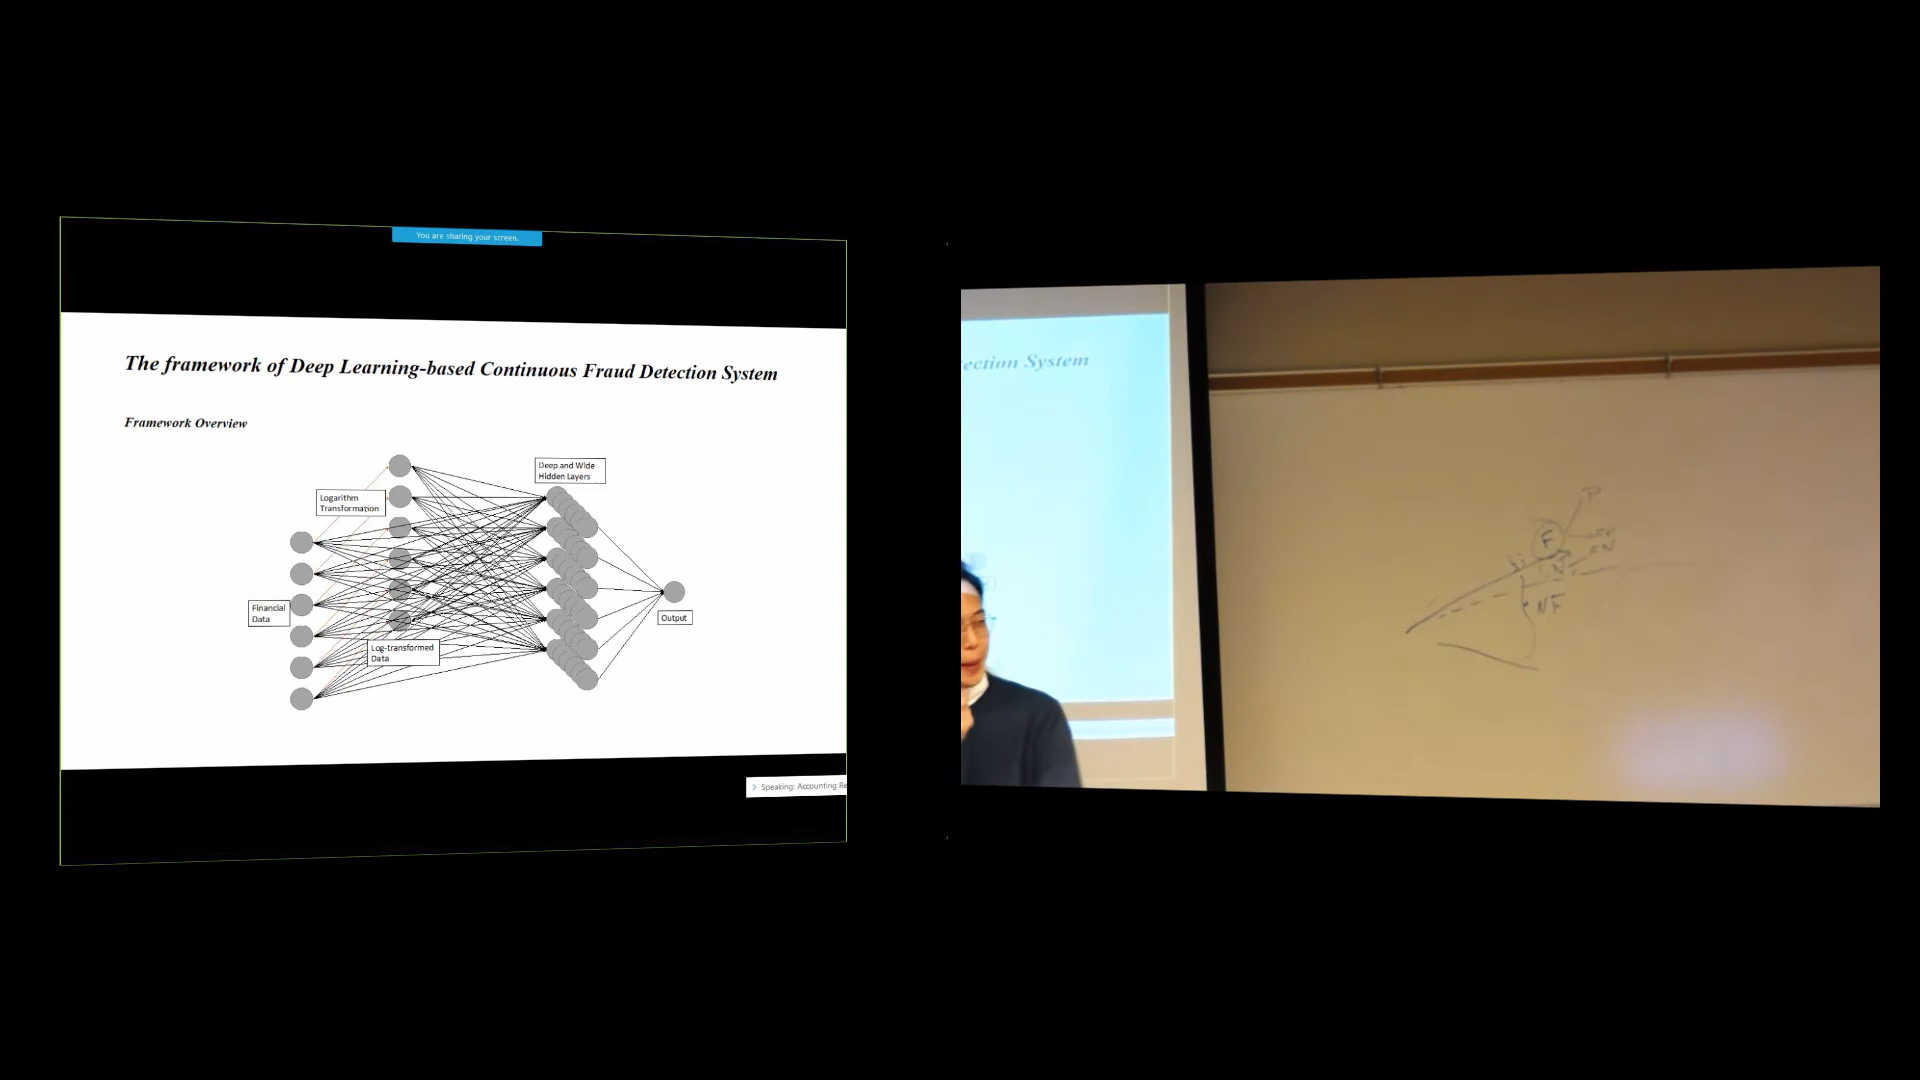 You are sharing your screen.
The framework of Deep Learning-based Continuous Fraud Detection System
Framework Overview
Deep and Wide
Hidden Layers
Logarithm
Transformation
Financial
Data
Output
Log-transformed
Data
Speaking: Accounting Re
ection System
P
F
N
NF